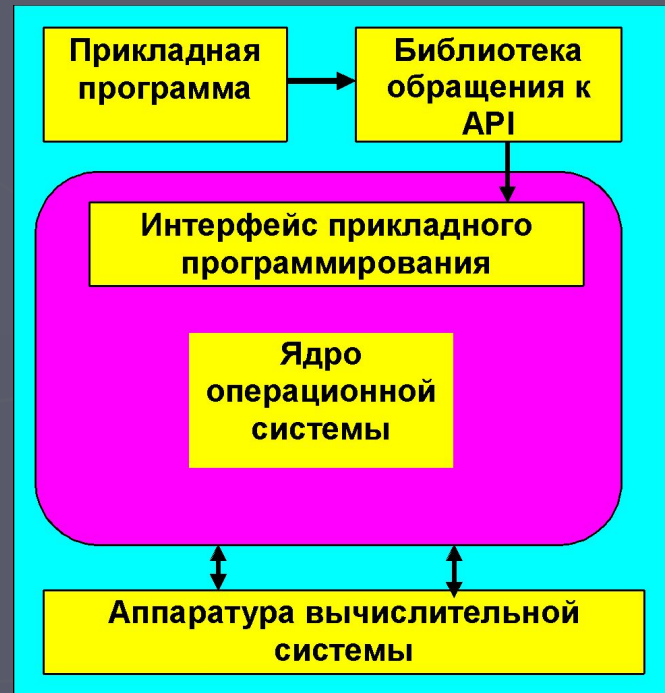 Прикладная
программа
Библиотека
обращения к
API
Интерфейс прикладного
программирования
Ядро
операционной
системы
Аппаратура вычислительной
системы